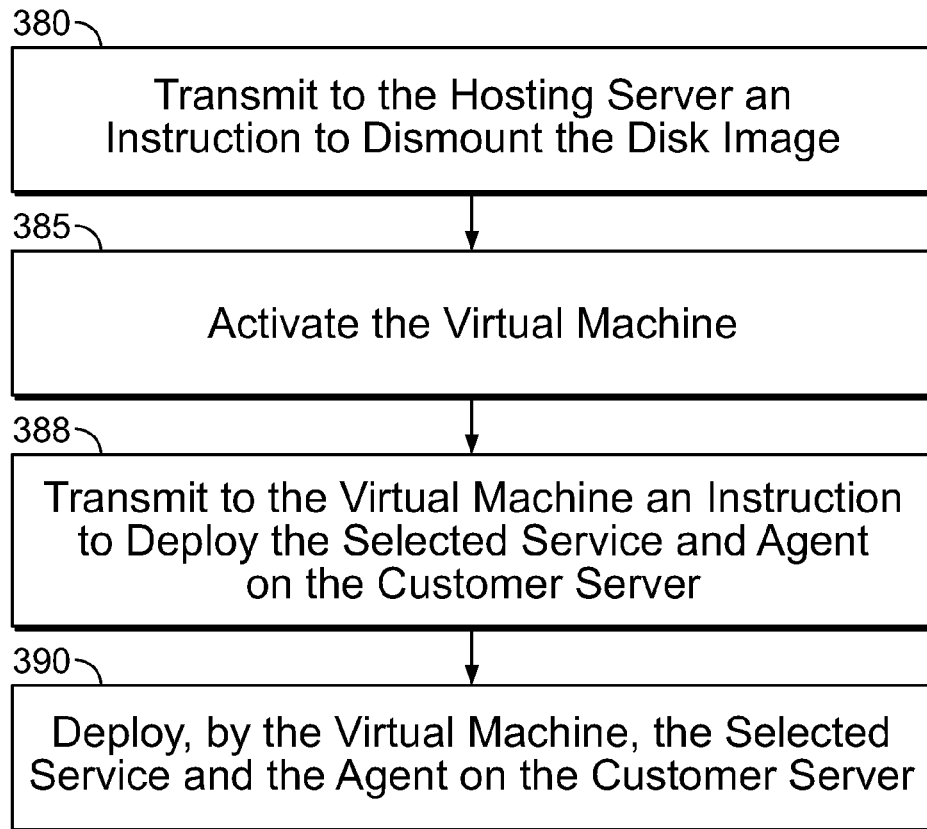 380
Transmit to the Hosting Server an
Instruction to Dismount the Disk Image
385
Activate the Virtual Machine
388
Transmit to the Virtual Machine an Instruction
to Deploy the Selected Service and Agent
on the Customer Server
390
Deploy, by the Virtual Machine, the Selected
Service and the Agent on the Customer Server